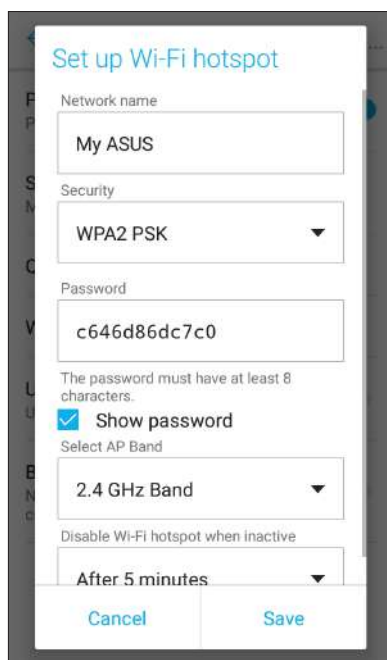 Set up Wi-Fi hotspot
Network name
My ASUS
Security
WPA2 PSK
Password
c646d86dc7c0
The password must have at least 8
characters.
Show password
Select AP Band
2.4 GHz Band
Disable Wi-Fi hotspot when inactive
After 5 minutes
Cancel
Save